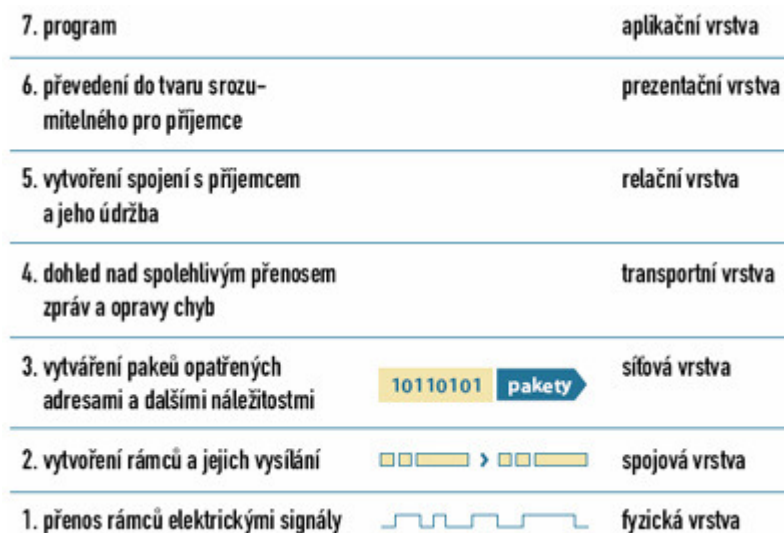 7. program aplikační vrstva
6. převedení do tvaru srozu-
mitelného pro příjemce prezentační vrstva
5. vytvoření spojení s příjemcem
a jeho údržba relační vrstva
4. dohled nad spolehlivým přenosem
zpráv a opravy chyb transportní vrstva
3. vytváření pakeů opatřených
adresami a dalšími náležitostmi 10110101 pakety síťová vrstva
2. vytvoření rámců a jejich vysílání spojová vrstva
1. přenos rámců elektrickými signály fyzická vrstva